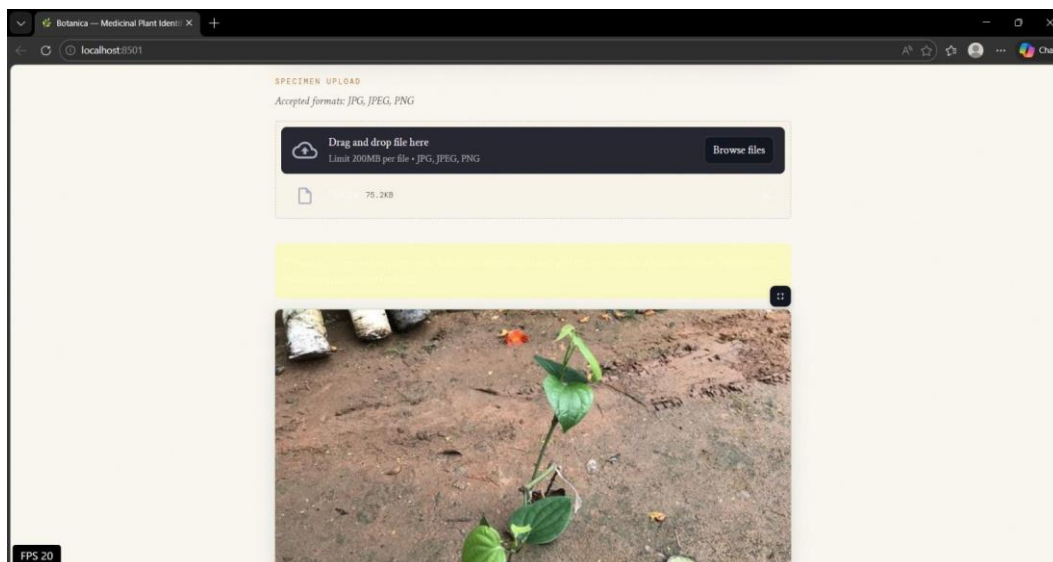 Botanica — Medicinal Plant Identi
localhost:8501
Cha
SPECIMEN UPLOAD
Accepted formats: JPG, JPEG, PNG
Drag and drop file here
Limit 200MB per file • JPG, JPEG, PNG
Browse files
75.2KB
FPS 20